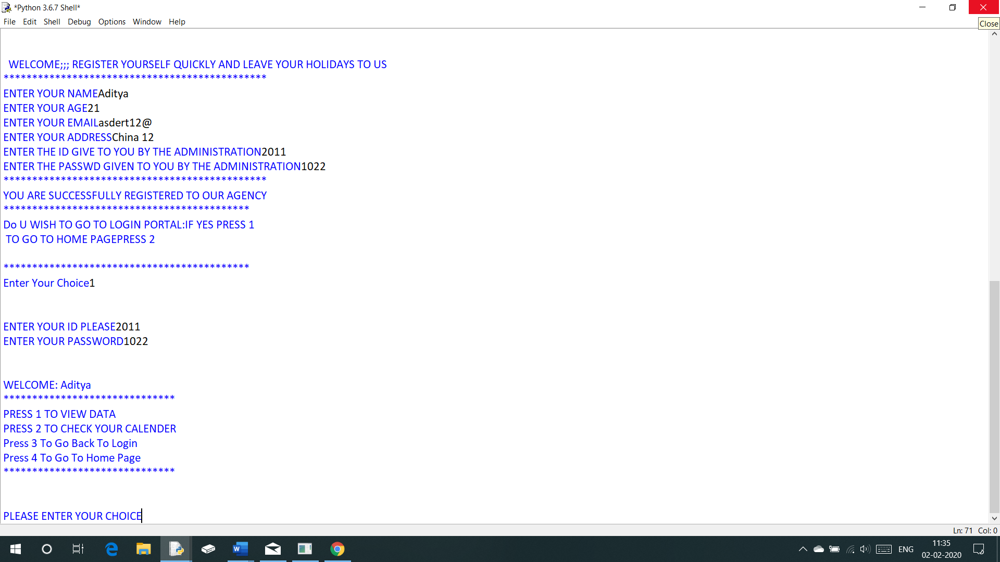 *Python 3.6.7 Shell*
File Edit Shell Debug Options Window Help
Close
WELCOME;;; REGISTER YOURSELF QUICKLY AND LEAVE YOUR HOLIDAYS TO US
**********************************************
ENTER YOUR NAMEAditya
ENTER YOUR AGE21
ENTER YOUR EMAILasdert12@
ENTER YOUR ADDRESSChina 12
ENTER THE ID GIVE TO YOU BY THE ADMINISTRATION2011
ENTER THE PASSWD GIVEN TO YOU BY THE ADMINISTRATION1022
**********************************************
YOU ARE SUCCESSFULLY REGISTERED TO OUR AGENCY
*******************************************
Do U WISH TO GO TO LOGIN PORTAL:IF YES PRESS 1
TO GO TO HOME PAGEPRESS 2
*******************************************
Enter Your Choice1
ENTER YOUR ID PLEASE2011
ENTER YOUR PASSWORD1022
WELCOME: Aditya
******************************
PRESS 1 TO VIEW DATA
PRESS 2 TO CHECK YOUR CALENDER
Press 3 To Go Back To Login
Press 4 To Go To Home Page
******************************
PLEASE ENTER YOUR CHOICE
Ln: 71 Col: 0
ENG
11:35
02-02-2020